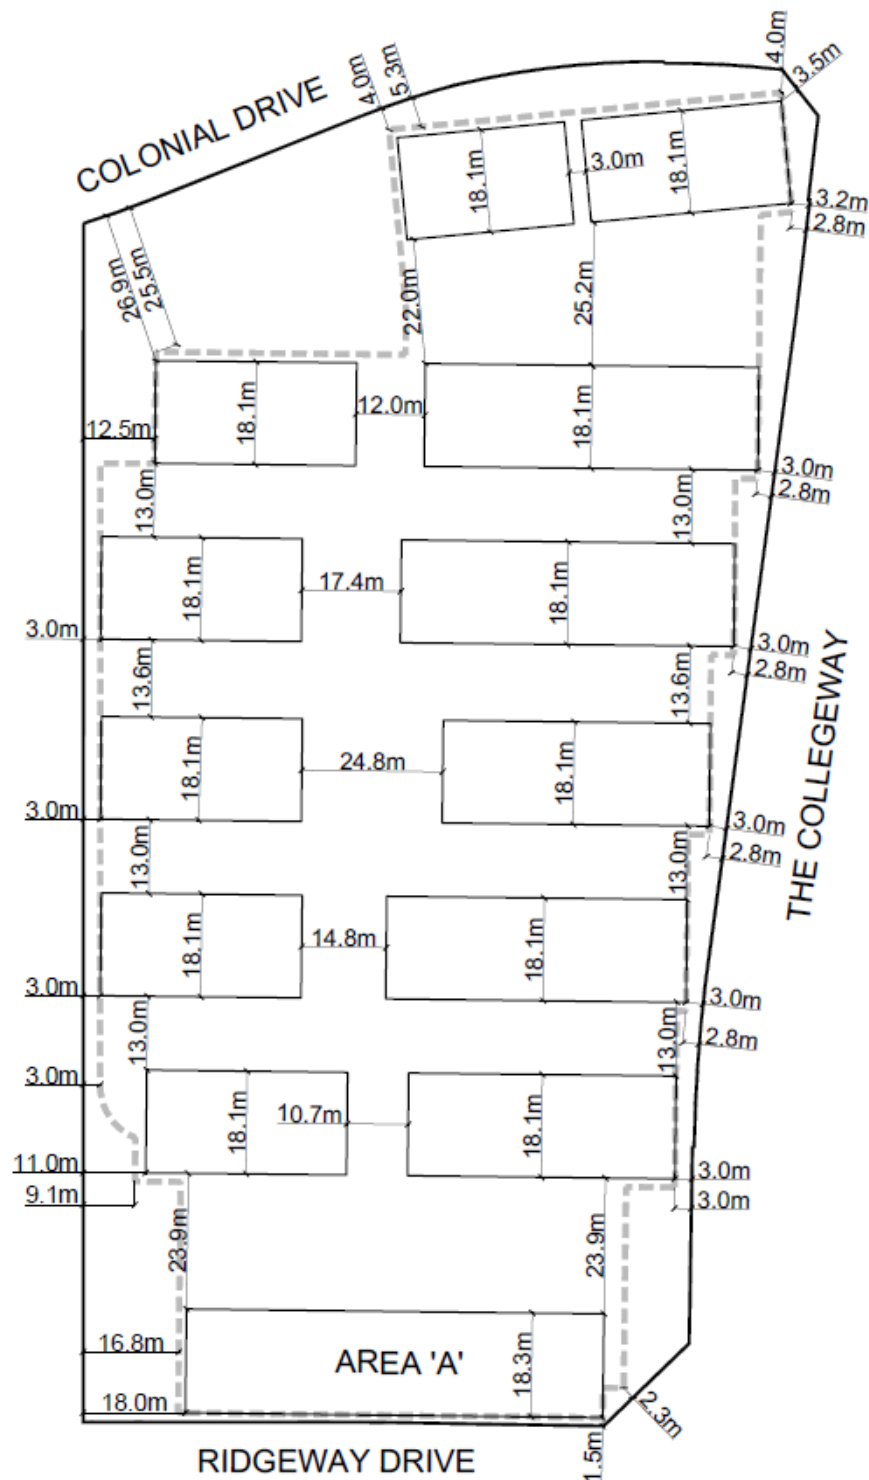 4.0m
3.5m
4.0m
5.3m
COLONIAL DRIVE
18.1m
3.0m
18.1m
3.2m
2.8m
26.9m
25.5m
22.0m
25.2m
12.5m
18.1m
12.0m
18.1m
3.0m
2.8m
13.0m
13.0m
18.1m
17.4m
18.1m
3.0m
3.0m
2.8m
13.6m
13.6m
18.1m
24.8m
18.1m
THE COLLEGEWAY
3.0m
3.0m
2.8m
13.0m
13.0m
18.1m
14.8m
18.1m
3.0m
3.0m
2.8m
13.0m
13.0m
3.0m
18.1m
10.7m
18.1m
11.0m
3.0m
9.1m
3.0m
23.9m
23.9m
16.8m
AREA 'A'
18.3m
18.0m
2.3m
RIDGEWAY DRIVE
1.5m